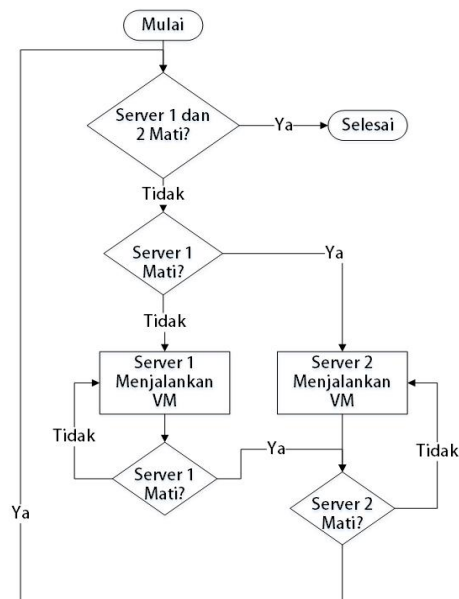 Mulai
Server 1 dan
2 Mati?
Ya
Selesai
Tidak
Server 1
Mati?
Ya
Tidak
Server 1
Menjalankan
VM
Server 2
Menjalankan
VM
Tidak
Ya
Tidak
Server 1
Mati?
Server 2
Mati?
Ya